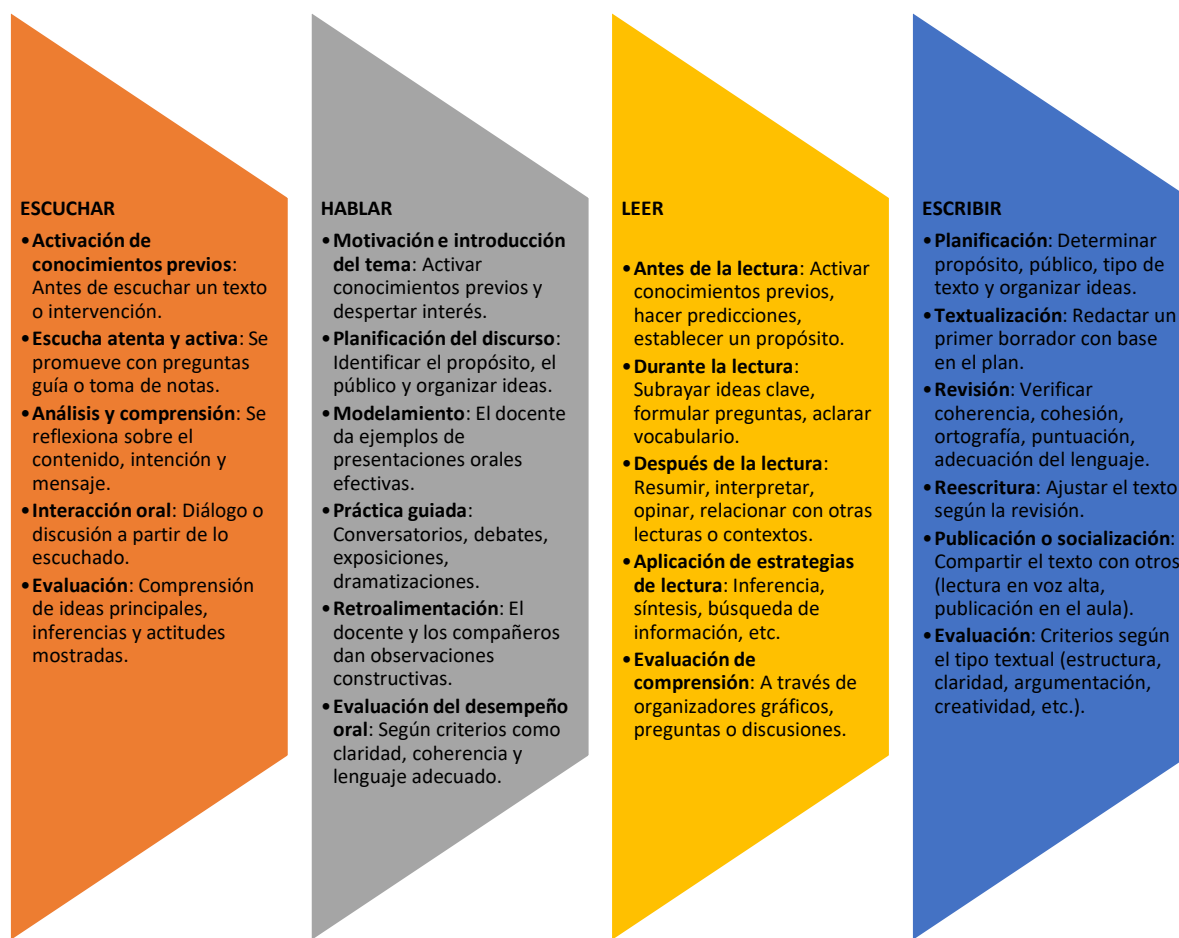 ESCUCHAR
•Activación de
conocimientos previos:
Antes de escuchar un texto
o intervención.
•Escucha atenta y activa: Se
promueve con preguntas
guía o toma de notas.
•Análisis y comprensión: Se
reflexiona sobre el
contenido, intención y
mensaje.
•Interacción oral: Diálogo o
discusión a partir de lo
escuchado.
•Evaluación: Comprensión
de ideas principales,
inferencias y actitudes
mostradas.
HABLAR
•Motivación e introducción
del tema: Activar
conocimientos previos y
despertar interés.
•Planificación del discurso:
Identificar el propósito, el
público y organizar ideas.
•Modelamiento: El docente
da ejemplos de
presentaciones orales
efectivas.
•Práctica guiada:
Conversatorios, debates,
exposiciones,
dramatizaciones.
•Retroalimentación: El
docente y los compañeros
dan observaciones
constructivas.
•Evaluación del desempeño
oral: Según criterios como
claridad, coherencia y
lenguaje adecuado.
LEER
•Antes de la lectura: Activar
conocimientos previos,
hacer predicciones,
establecer un propósito.
•Durante la lectura:
Subrayar ideas clave,
formular preguntas, aclarar
vocabulario.
•Después de la lectura:
Resumir, interpretar,
opinar, relacionar con otras
lecturas o contextos.
•Aplicación de estrategias
de lectura: Inferencia,
síntesis, búsqueda de
información, etc.
•Evaluación de
comprensión: A través de
organizadores gráficos,
preguntas o discusiones.
ESCRIBIR
•Planificación: Determinar
propósito, público, tipo de
texto y organizar ideas.
•Textualización: Redactar un
primer borrador con base
en el plan.
•Revisión: Verificar
coherencia, cohesión,
ortografía, puntuación,
adecuación del lenguaje.
•Reescritura: Ajustar el texto
según la revisión.
•Publicación o socialización:
Compartir el texto con otros
(lectura en voz alta,
publicación en el aula).
•Evaluación: Criterios según
el tipo textual (estructura,
claridad, argumentación,
creatividad, etc.).